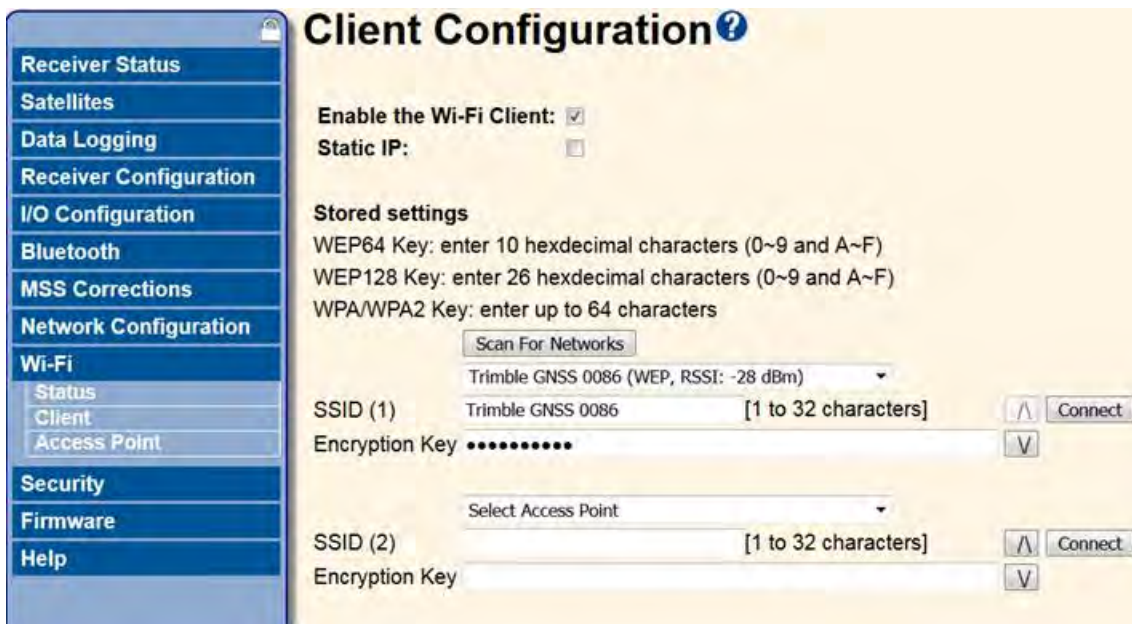 Receiver Status
Satellites
Data Logging
Receiver Configuration
I/O Configuration
Bluetooth
MSS Corrections
Network Configuration
Wi-Fi
Status
Client
Access Point
Security
Firmware
Help
Client Configuration?
Enable the Wi-Fi Client:
Static IP:
Stored settings
WEP64 Key: enter 10 hexdecimal characters (0~9 and A~F)
WEP128 Key: enter 26 hexdecimal characters (0~9 and A~F)
WPA/WPA2 Key: enter up to 64 characters
Scan For Networks
Trimble GNSS 0086 (WEP, RSSI: -28 dBm)
SSID (1) Trimble GNSS 0086 [1 to 32 characters] /\ Connect
Encryption Key •••••••••• \/
Select Access Point
SSID (2) [1 to 32 characters] /\ Connect
Encryption Key \/